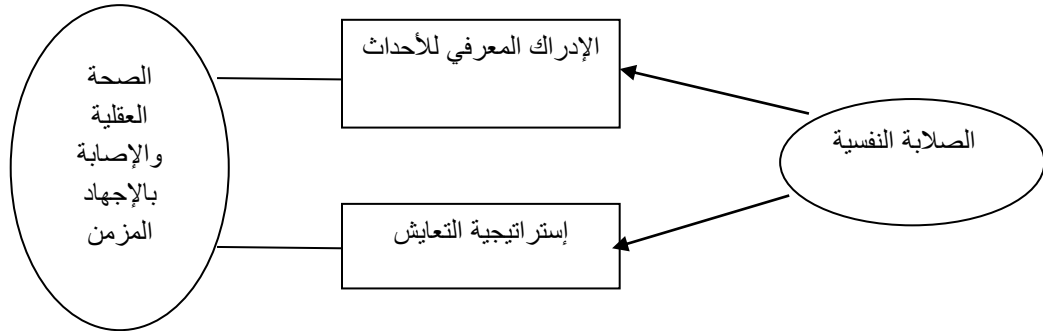 الصلابة النفسية
الإدراك المعرفي للأحداث
إستراتيجية التعايش
الصحة
العقلية
والإصابة
بالإجهاد
المزمن